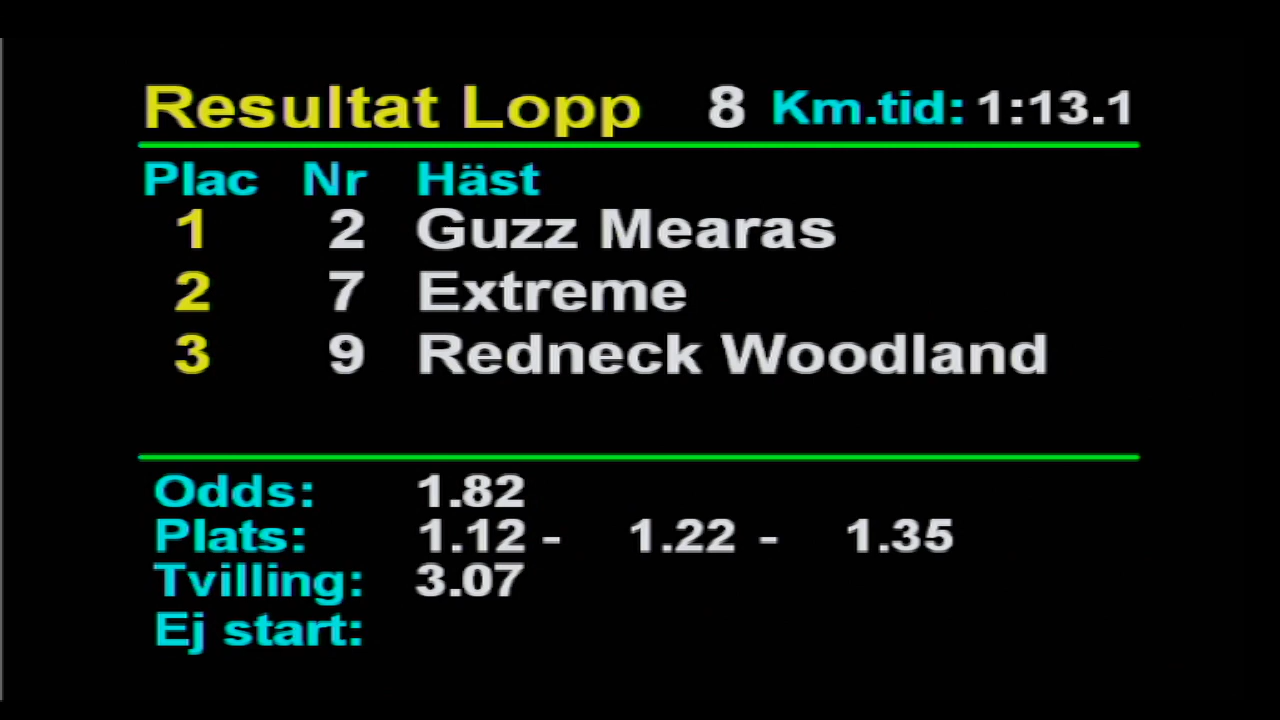 Resultat Lopp 8 Km.tid: 1:13.1
Plac Nr Häst
1 2 Guzz Mearas
2 7 Extreme
3 9 Redneck Woodland
Odds: 1.82
Plats: 1.12 - 1.22 - 1.35
Tvilling: 3.07
Ej start: